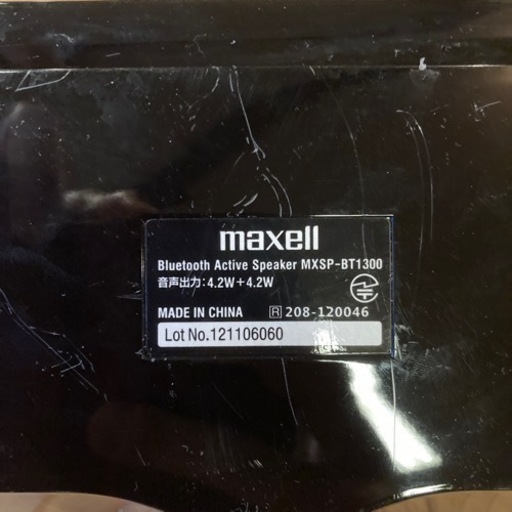 maxell
Bluetooth Active Speaker MXSP-BT1300
音声出力:4.2W+4.2W
MADE IN CHINA R 208-120046
Lot No.121106060